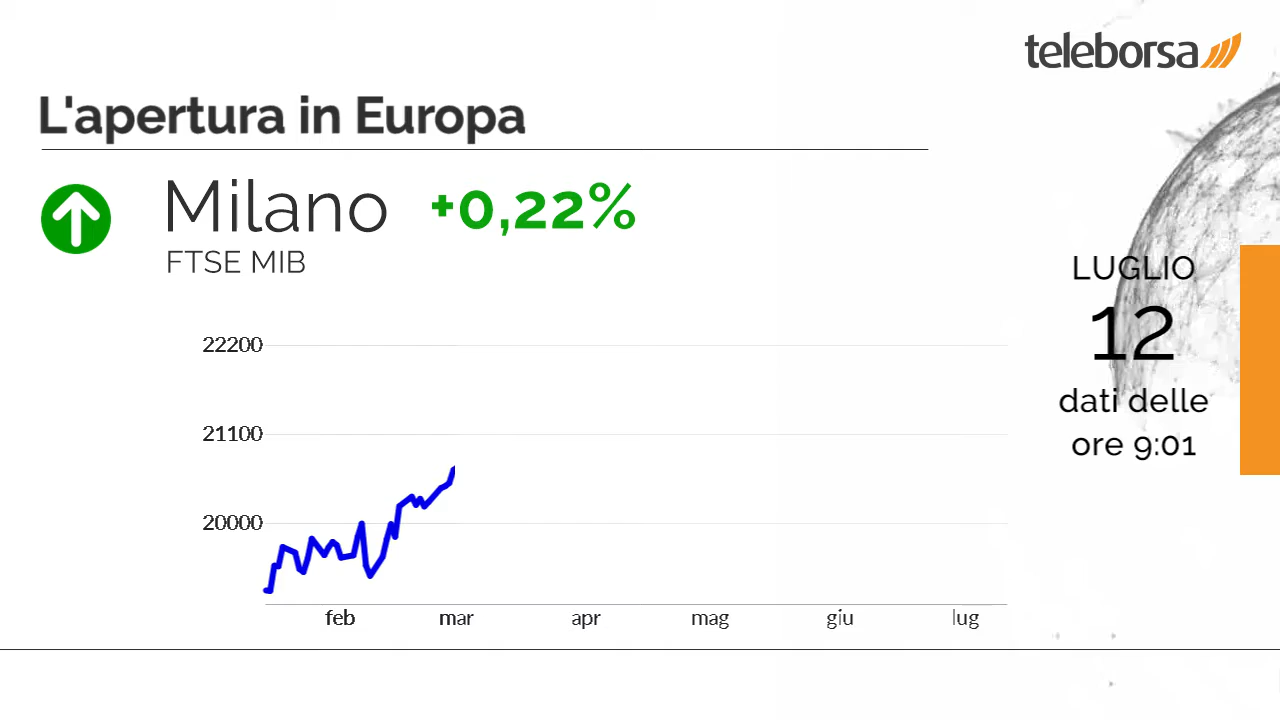 teleborsa
L'apertura in Europa
Milano +0,22%
FTSE MIB
LUGLIO
12
dati delle
ore 9:01
22200
21100
20000
feb mar apr mag giu lug